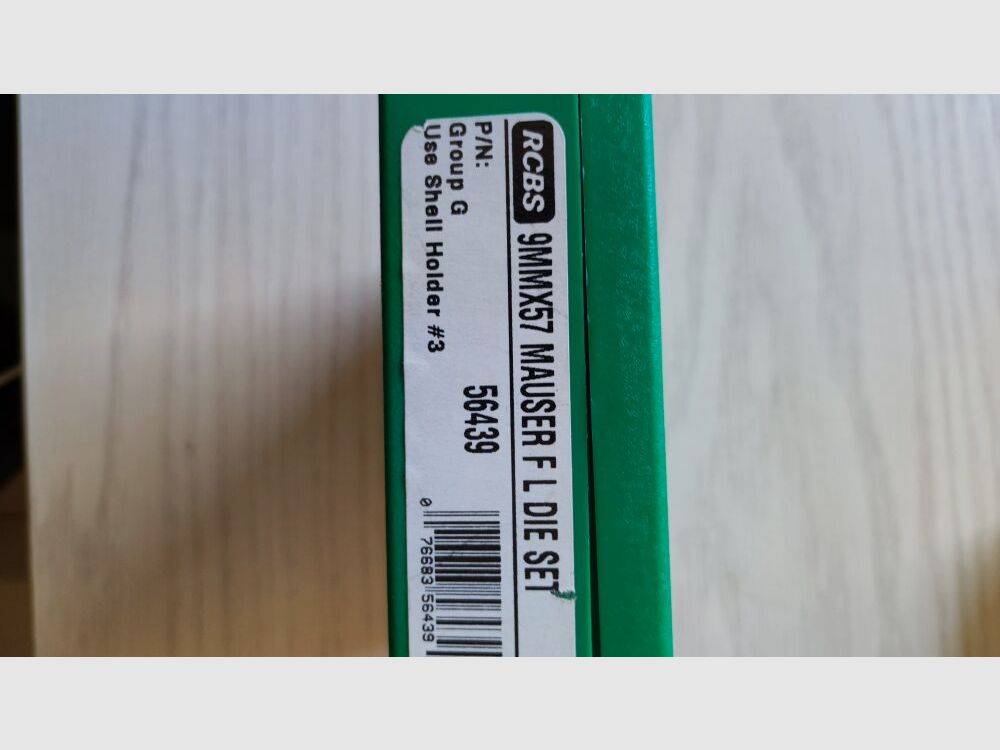 RCBS 9MMX57 MAUSER F L DIE SET
P/N: 56439
Group G
Use Shell Holder #3
0 76683 56439